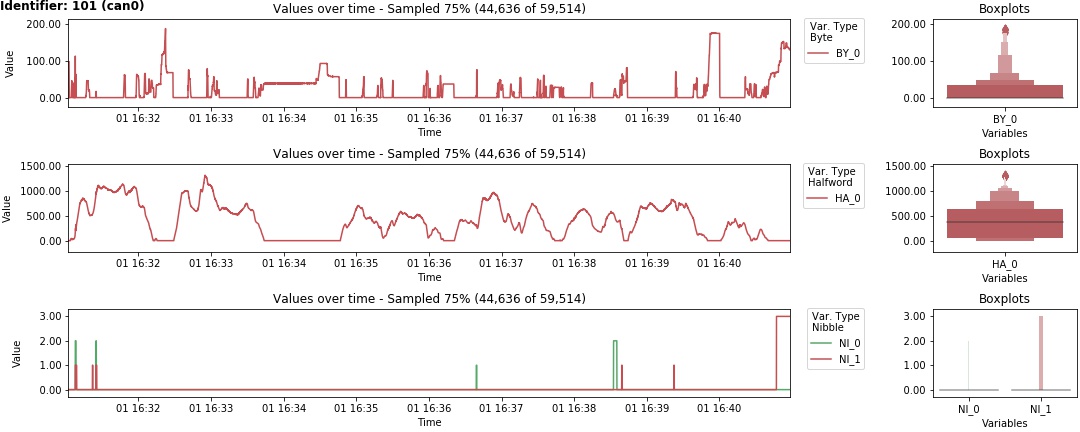 Identifier: 101 (can0)
Values over time - Sampled 75% (44,636 of 59,514)
Boxplots
Value
200.00
100.00
0.00
01 16:32 01 16:33 01 16:34 01 16:35 01 16:36 01 16:37 01 16:38 01 16:39 01 16:40
Time
Var. Type
Byte
BY_0
200.00
100.00
0.00
BY_0
Variables
Values over time - Sampled 75% (44,636 of 59,514)
Boxplots
Value
1500.00
1000.00
500.00
0.00
01 16:32 01 16:33 01 16:34 01 16:35 01 16:36 01 16:37 01 16:38 01 16:39 01 16:40
Time
Var. Type
Halfword
HA_0
1500.00
1000.00
500.00
0.00
HA_0
Variables
Values over time - Sampled 75% (44,636 of 59,514)
Boxplots
Value
3.00
2.00
1.00
0.00
01 16:32 01 16:33 01 16:34 01 16:35 01 16:36 01 16:37 01 16:38 01 16:39 01 16:40
Time
Var. Type
Nibble
NI_0
NI_1
3.00
2.00
1.00
0.00
NI_0 NI_1
Variables